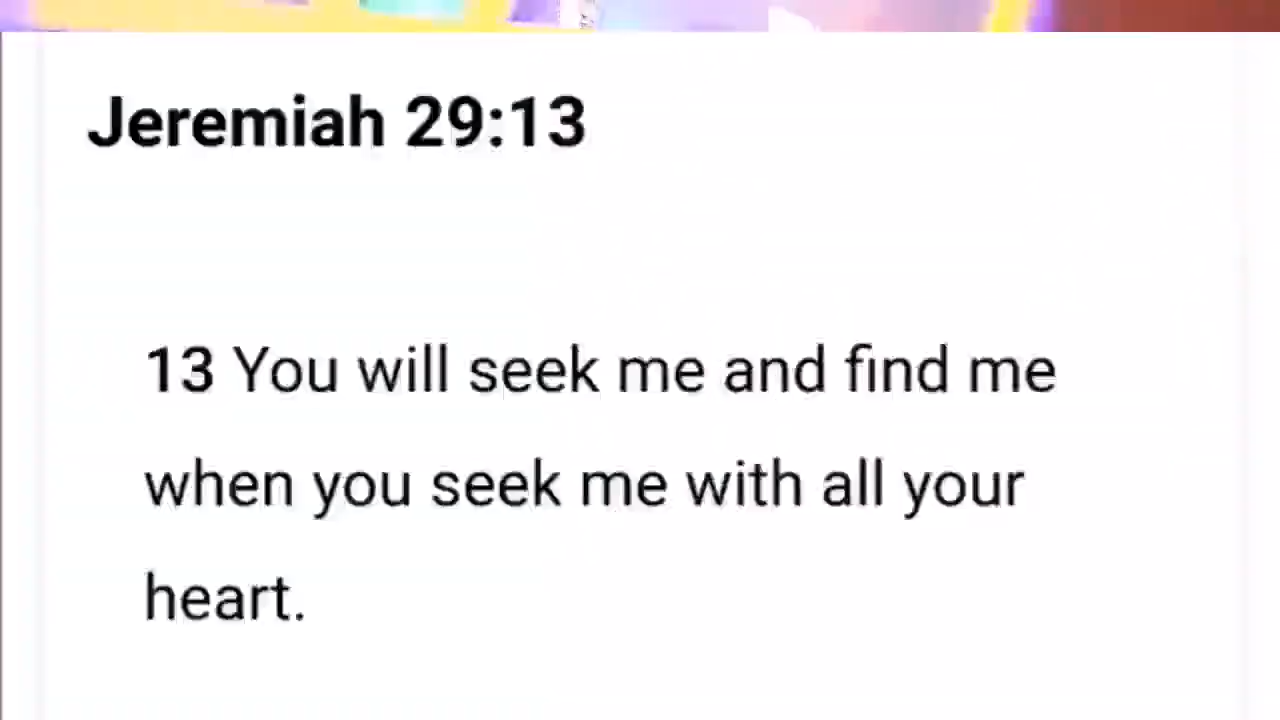 Jeremiah 29:13
13 You will seek me and find me
when you seek me with all your
heart.